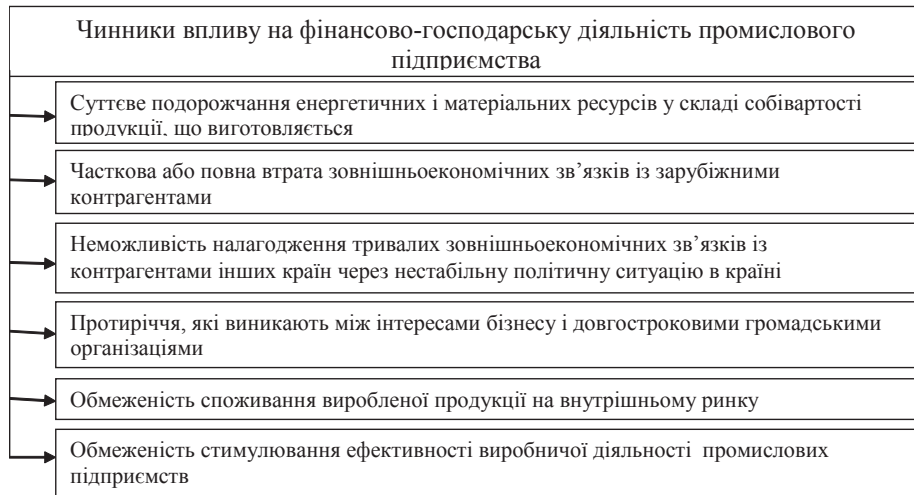 Чинники впливу на фінансово-господарську діяльність промислового
підприємства
Суттєве подорожчання енергетичних і матеріальних ресурсів у складі собівартості
продукції, що виготовляється
Часткова або повна втрата зовнішньоекономічних зв’язків із зарубіжними
контрагентами
Неможливість налагодження тривалих зовнішньоекономічних зв’язків із
контрагентами інших країн через нестабільну політичну ситуацію в країні
Протиріччя, які виникають між інтересами бізнесу і довгостроковими громадськими
організаціями
Обмеженість споживання виробленої продукції на внутрішньому ринку
Обмеженість стимулювання ефективності виробничої діяльності промислових
підприємств